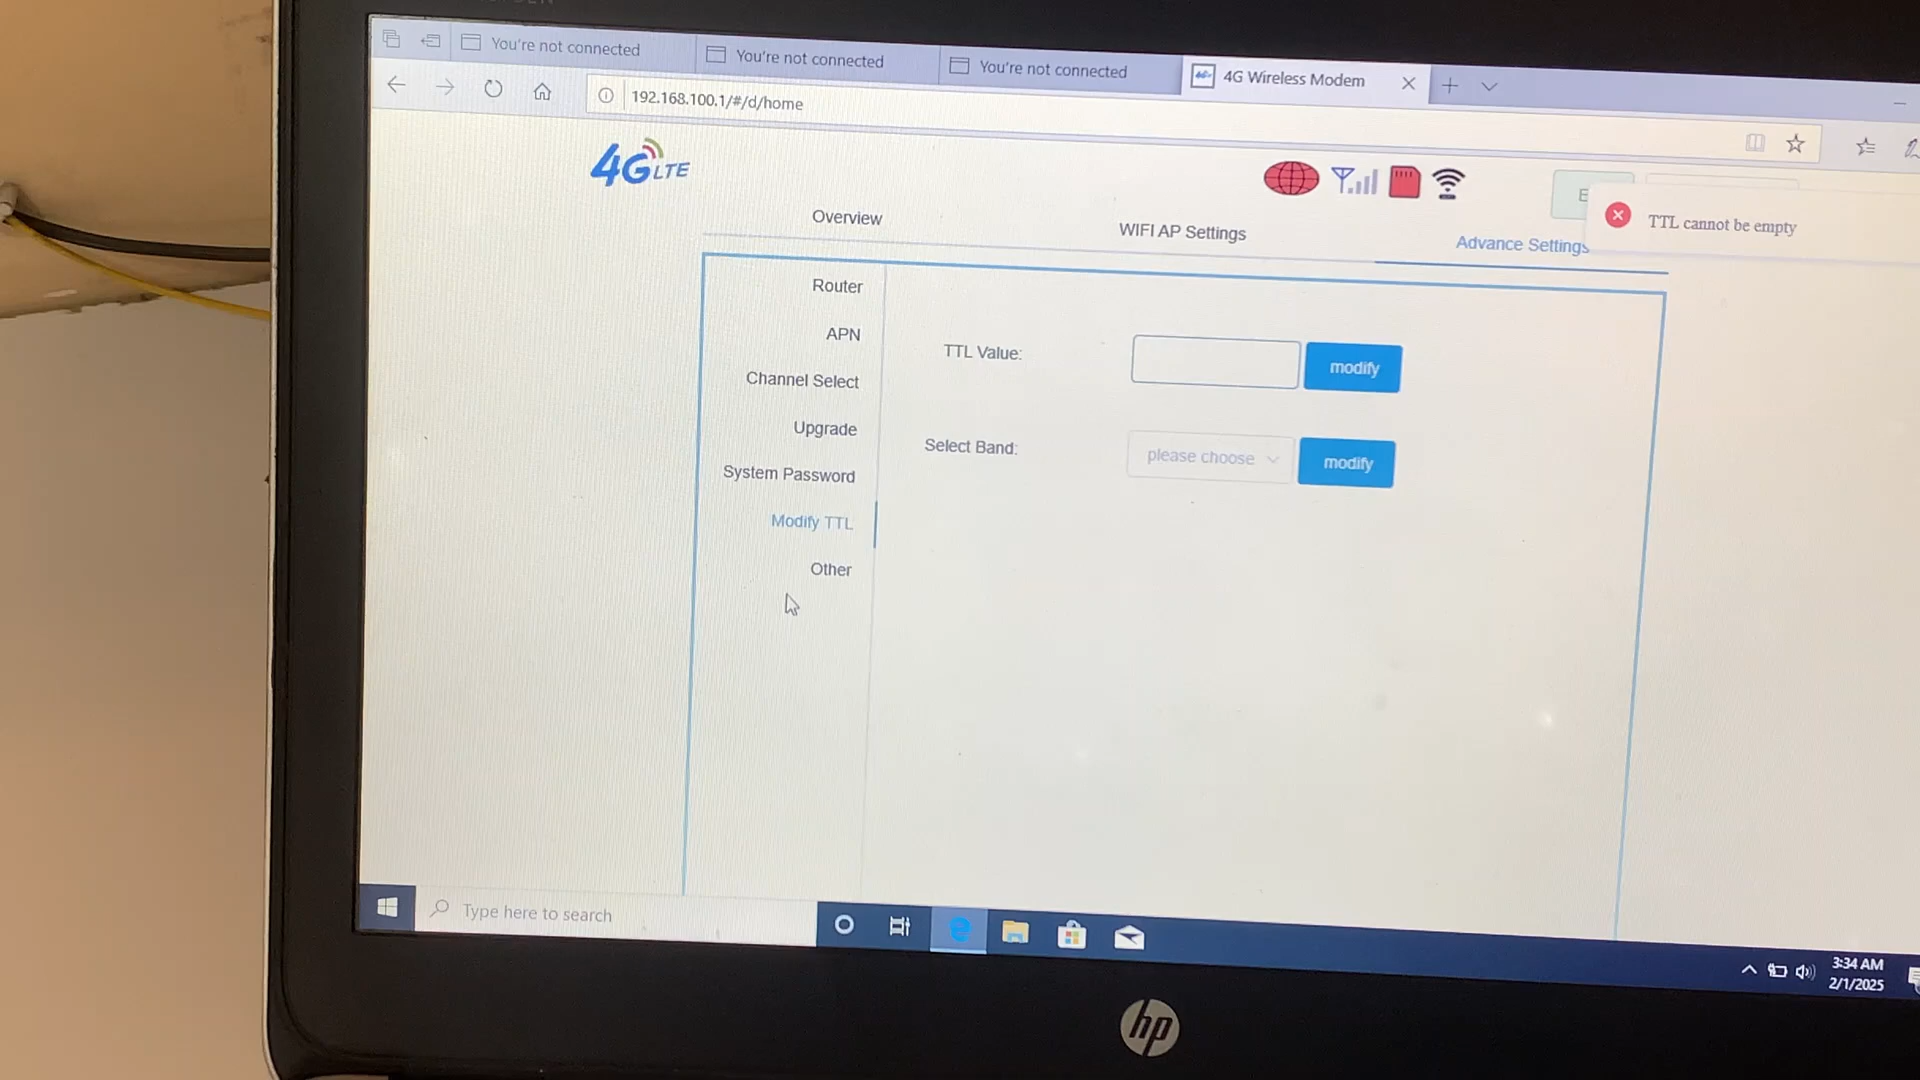 You're not connected
You're not connected
You're not connected
4G Wireless Modem
192.168.100.1/#/d/home
4G LTE
Overview
WIFI AP Settings
Advance Settings
TTL cannot be empty
Router
APN
Channel Select
Upgrade
System Password
Modify TTL
Other
TTL Value:
modify
Select Band:
please choose
modify
Type here to search
3:34 AM
2/1/2025
hp